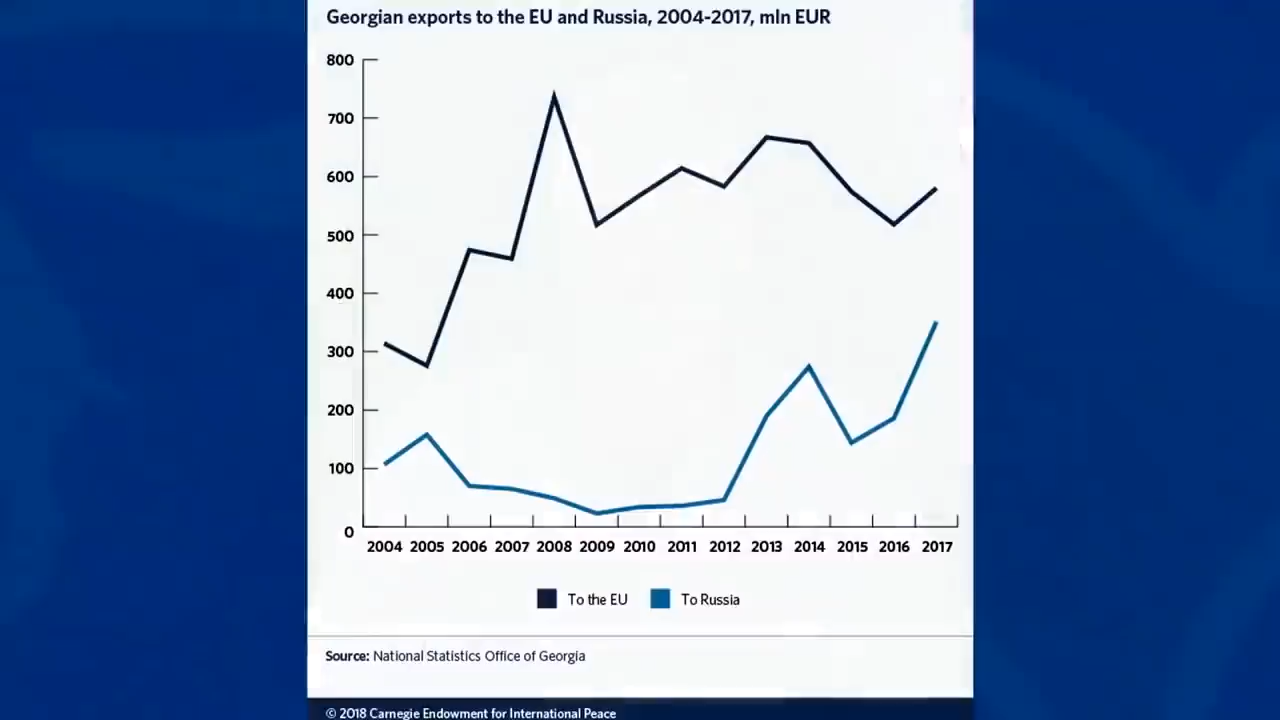 Georgian exports to the EU and Russia, 2004-2017, mln EUR
800
700
600
500
400
300
200
100
0
2004 2005 2006 2007 2008 2009 2010 2011 2012 2013 2014 2015 2016 2017
To the EU To Russia
Source: National Statistics Office of Georgia
© 2018 Carnegie Endowment for International Peace